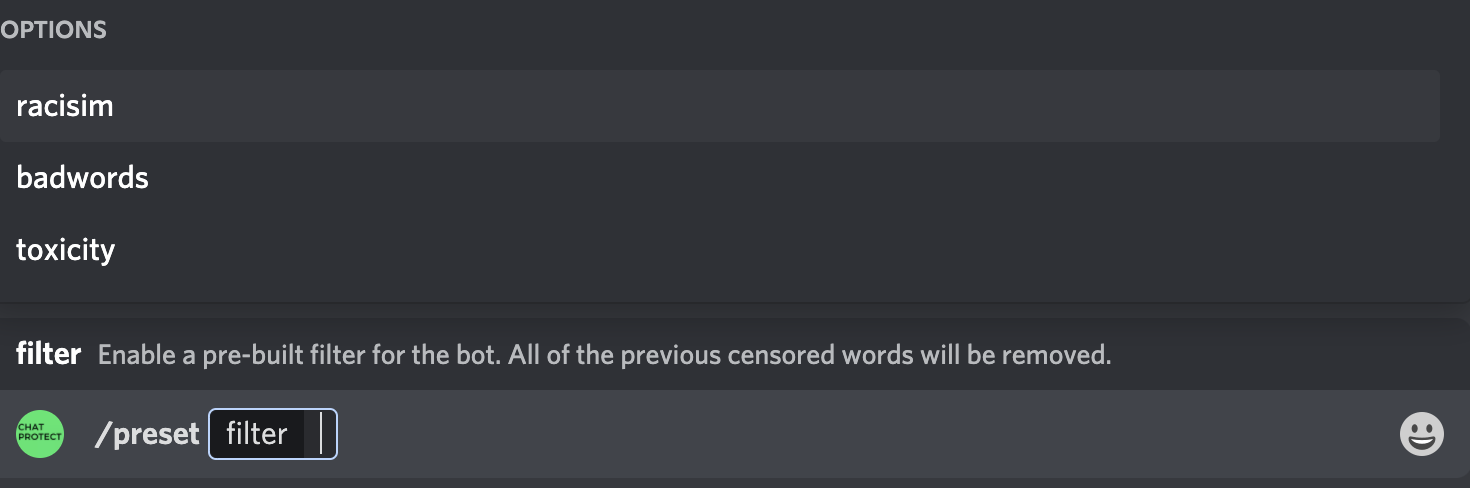 OPTIONS
racisim
badwords
toxicity
filter Enable a pre-built filter for the bot. All of the previous censored words will be removed.
CHAT
PROTECT
/preset filter